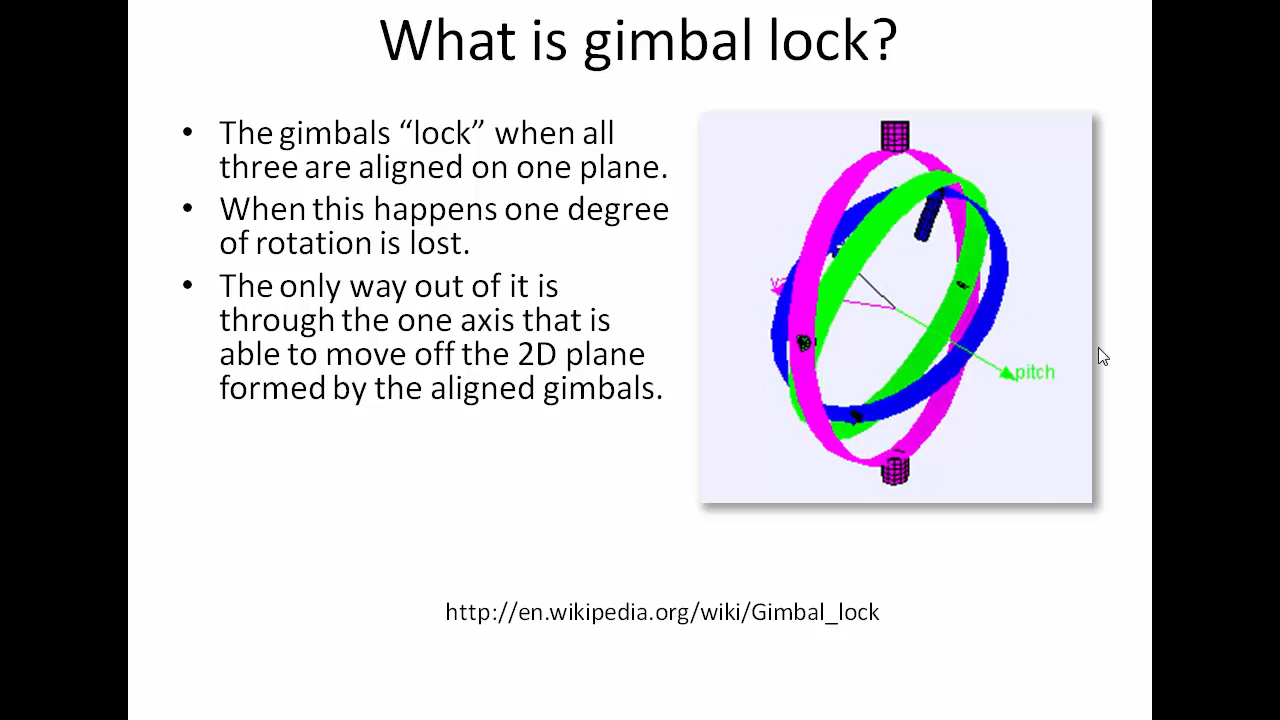 What is gimbal lock?
• The gimbals “lock” when all
three are aligned on one plane.
• When this happens one degree
of rotation is lost.
• The only way out of it is
through the one axis that is
able to move off the 2D plane
formed by the aligned gimbals.
pitch
http://en.wikipedia.org/wiki/Gimbal_lock